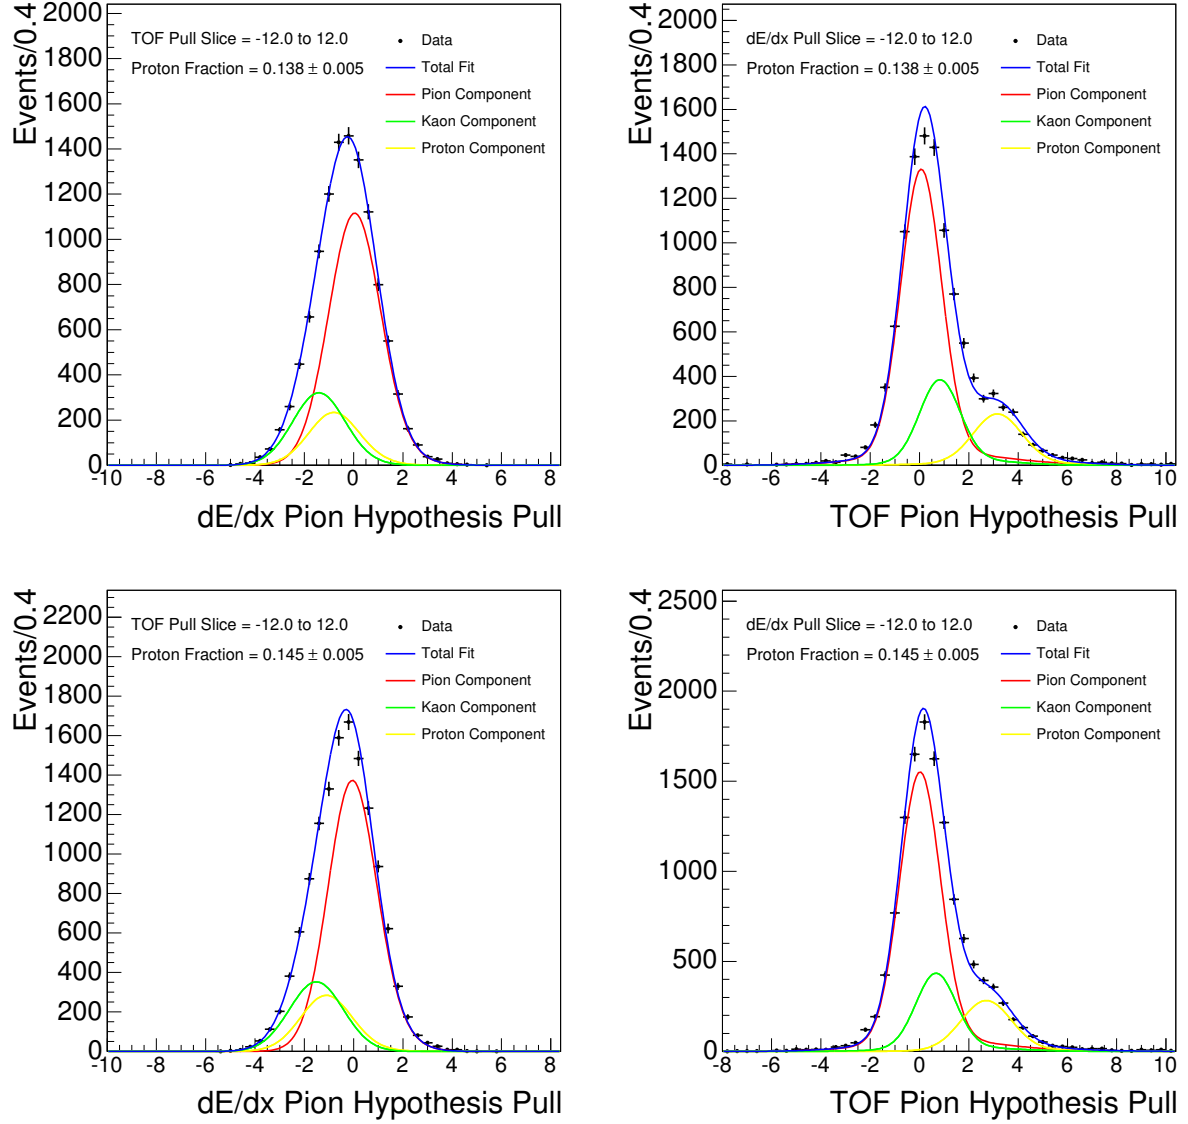 Events/0.4
2000
1800
1600
1400
1200
1000
800
600
400
200
0
TOF Pull Slice = -12.0 to 12.0
Proton Fraction = 0.138 ± 0.005
Data
Total Fit
Pion Component
Kaon Component
Proton Component
-10 -8 -6 -4 -2 0 2 4 6 8
dE/dx Pion Hypothesis Pull
Events/0.4
2000
1800
1600
1400
1200
1000
800
600
400
200
0
dE/dx Pull Slice = -12.0 to 12.0
Proton Fraction = 0.138 ± 0.005
Data
Total Fit
Pion Component
Kaon Component
Proton Component
-8 -6 -4 -2 0 2 4 6 8 10
TOF Pion Hypothesis Pull
Events/0.4
2200
2000
1800
1600
1400
1200
1000
800
600
400
200
0
TOF Pull Slice = -12.0 to 12.0
Proton Fraction = 0.145 ± 0.005
Data
Total Fit
Pion Component
Kaon Component
Proton Component
-10 -8 -6 -4 -2 0 2 4 6 8
dE/dx Pion Hypothesis Pull
Events/0.4
2500
2000
1500
1000
500
0
dE/dx Pull Slice = -12.0 to 12.0
Proton Fraction = 0.145 ± 0.005
Data
Total Fit
Pion Component
Kaon Component
Proton Component
-8 -6 -4 -2 0 2 4 6 8 10
TOF Pion Hypothesis Pull